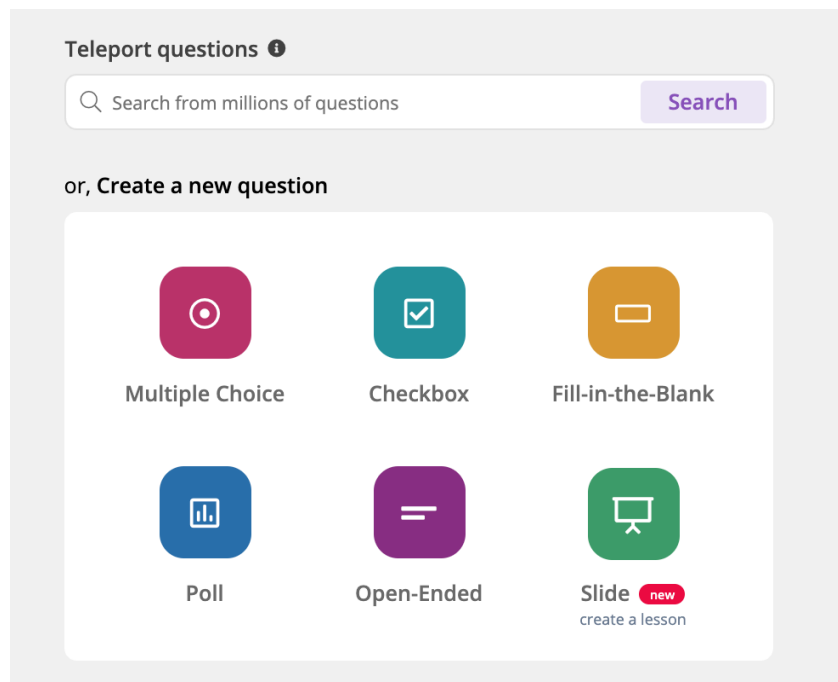 Teleport questions
Search from millions of questions
Search
or, Create a new question
Multiple Choice
Checkbox
Fill-in-the-Blank
Poll
Open-Ended
Slide new
create a lesson